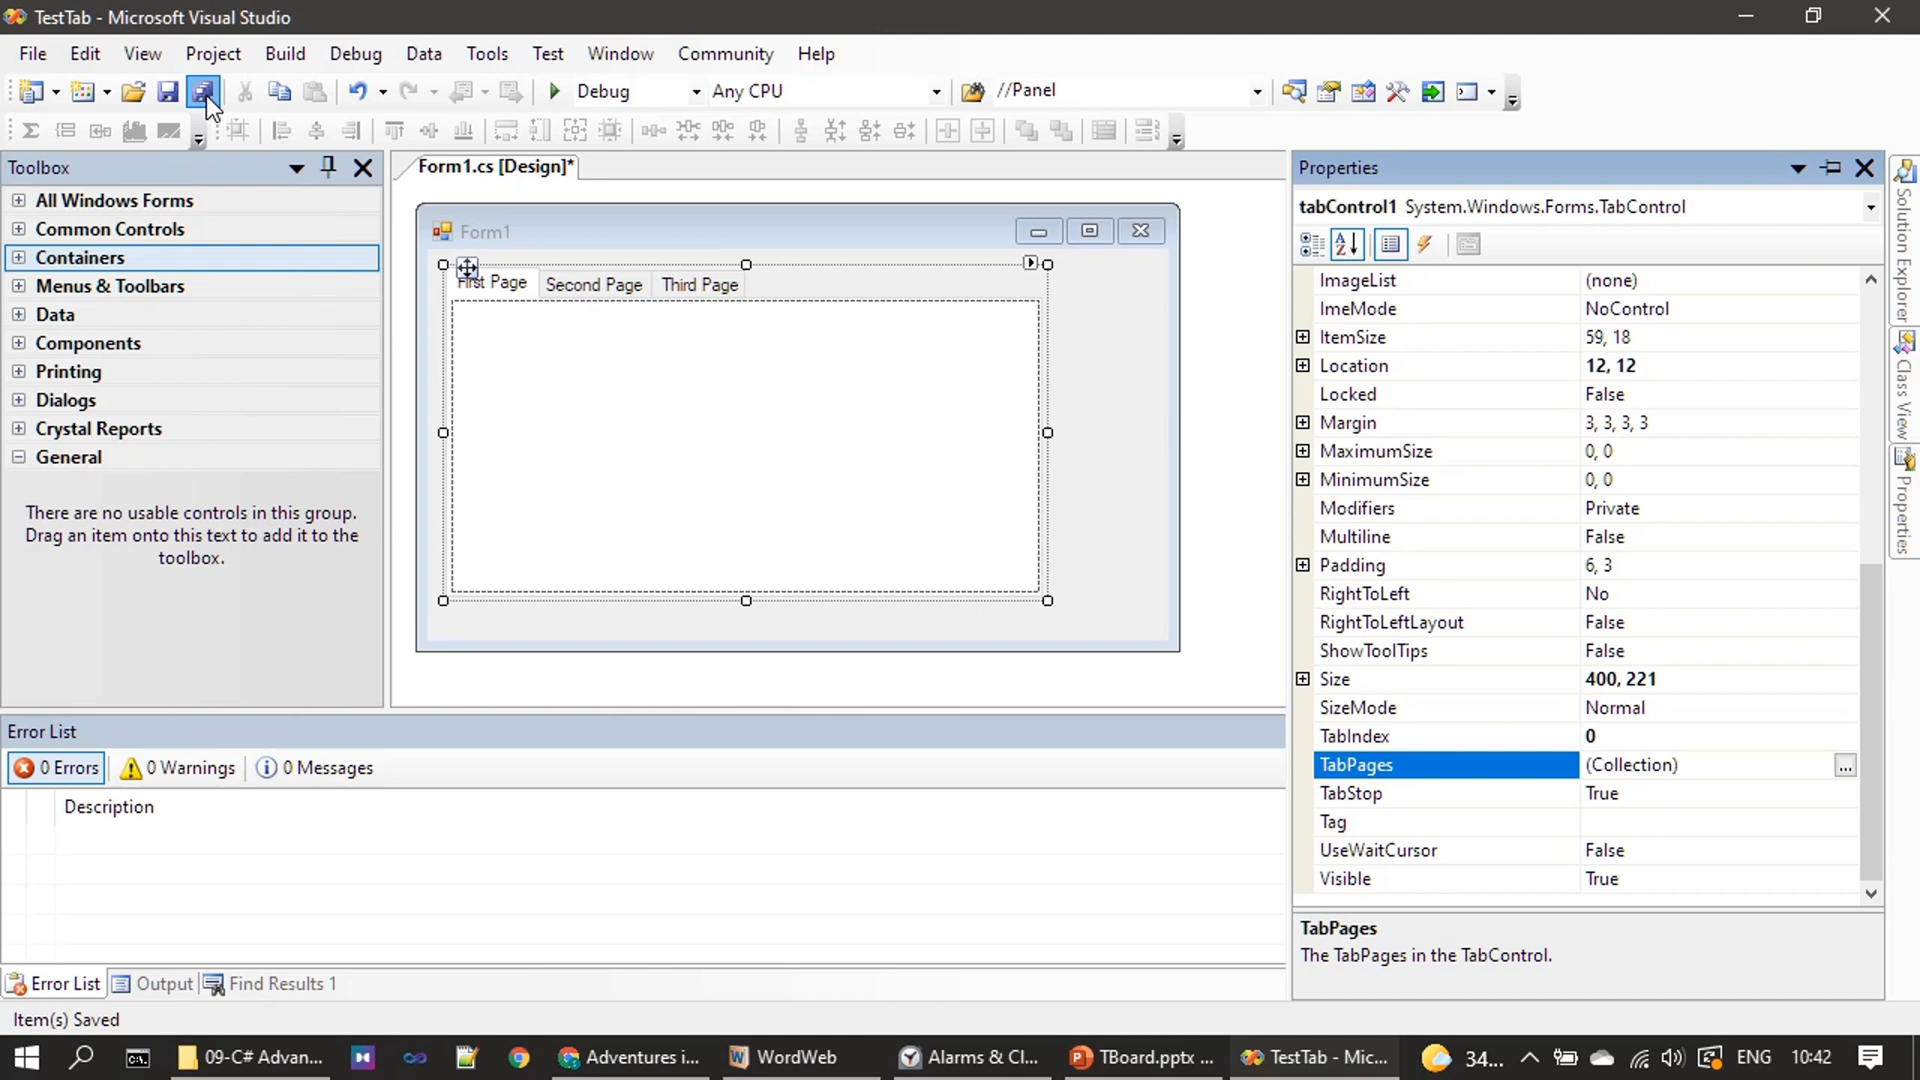 TestTab - Microsoft Visual Studio
File Edit View Project Build Debug Data Tools Test Window Community Help
Debug Any CPU //Panel
Toolbox
All Windows Forms
Common Controls
Containers
Menus & Toolbars
Data
Components
Printing
Dialogs
Crystal Reports
General
There are no usable controls in this group.
Drag an item onto this text to add it to the
toolbox.
Form1.cs [Design]*
Form1
First Page Second Page Third Page
Error List
0 Errors 0 Warnings 0 Messages
Description
Error List Output Find Results 1
Item(s) Saved
Properties
tabControl1 System.Windows.Forms.TabControl
ImageList (none)
ImeMode NoControl
ItemSize 59, 18
Location 12, 12
Locked False
Margin 3, 3, 3, 3
MaximumSize 0, 0
MinimumSize 0, 0
Modifiers Private
Multiline False
Padding 6, 3
RightToLeft No
RightToLeftLayout False
ShowToolTips False
Size 400, 221
SizeMode Normal
TabIndex 0
TabPages (Collection) ...
TabStop True
Tag
UseWaitCursor False
Visible True
TabPages
The TabPages in the TabControl.
Solution Explorer
Class View
Properties
09-C# Advan... Adventures i... WordWeb Alarms & Cl... TBoard.pptx ... TestTab - Mic... 34... ENG 10:42